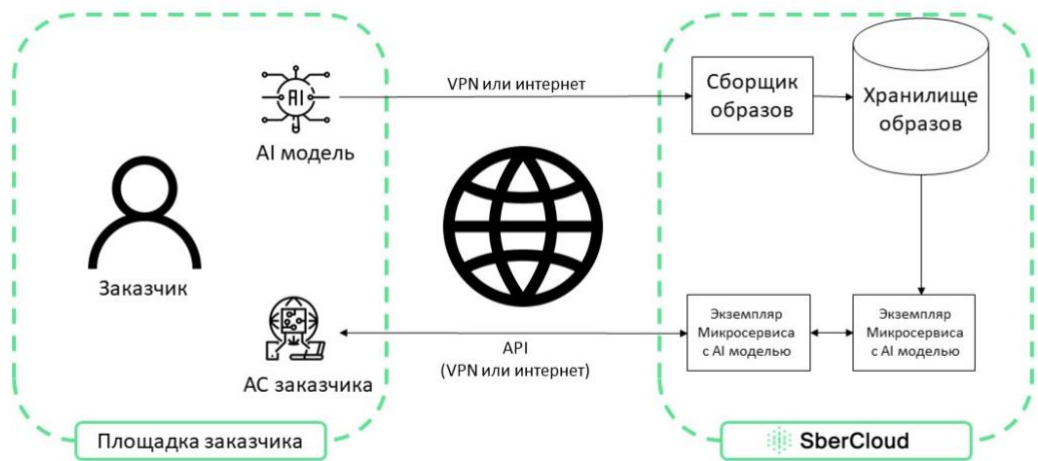 AI
AI модель
Заказчик
АС заказчика
Площадка заказчика
VPN или интернет
API
(VPN или интернет)
Сборщик
образов
Хранилище
образов
Экземпляр
Микросервиса
с AI моделью
Экземпляр
Микросервиса
с AI моделью
SberCloud